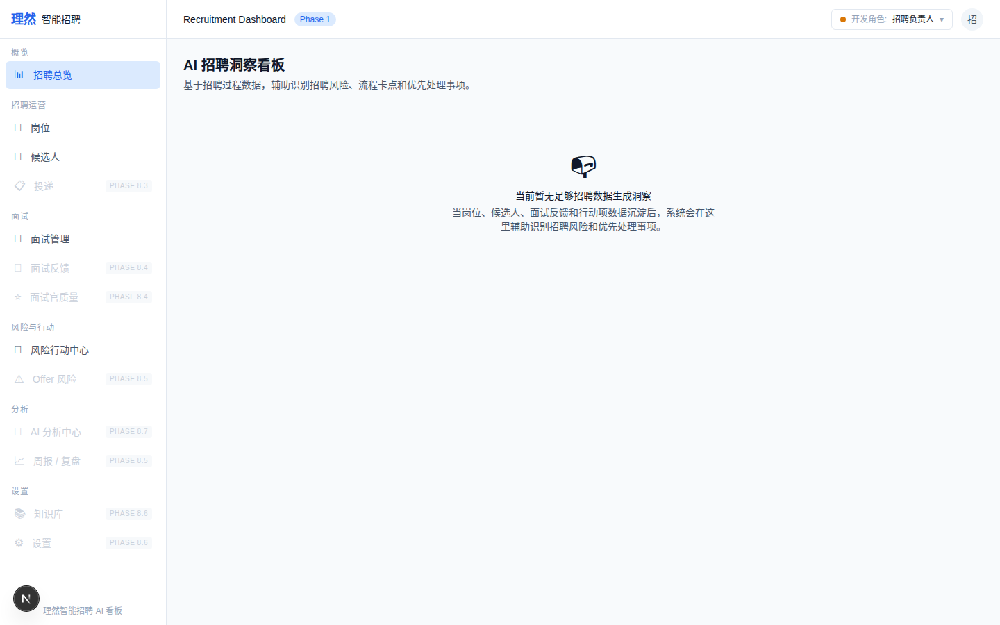 理然 智能招聘
Recruitment Dashboard Phase 1
开发角色: 招聘负责人 ▾ 招
概览
招聘总览
招聘运营
岗位
候选人
投递 PHASE 8.3
面试
面试管理
面试反馈 PHASE 8.4
面试官质量 PHASE 8.4
风险与行动
风险行动中心
Offer 风险 PHASE 8.5
分析
AI 分析中心 PHASE 8.7
周报 / 复盘 PHASE 8.5
设置
知识库 PHASE 8.6
设置 PHASE 8.6
N
理然智能招聘 AI 看板
AI 招聘洞察看板
基于招聘过程数据，辅助识别招聘风险、流程卡点和优先处理事项。
当前暂无足够招聘数据生成洞察
当岗位、候选人、面试反馈和行动项数据沉淀后，系统会在这
里辅助识别招聘风险和优先处理事项。